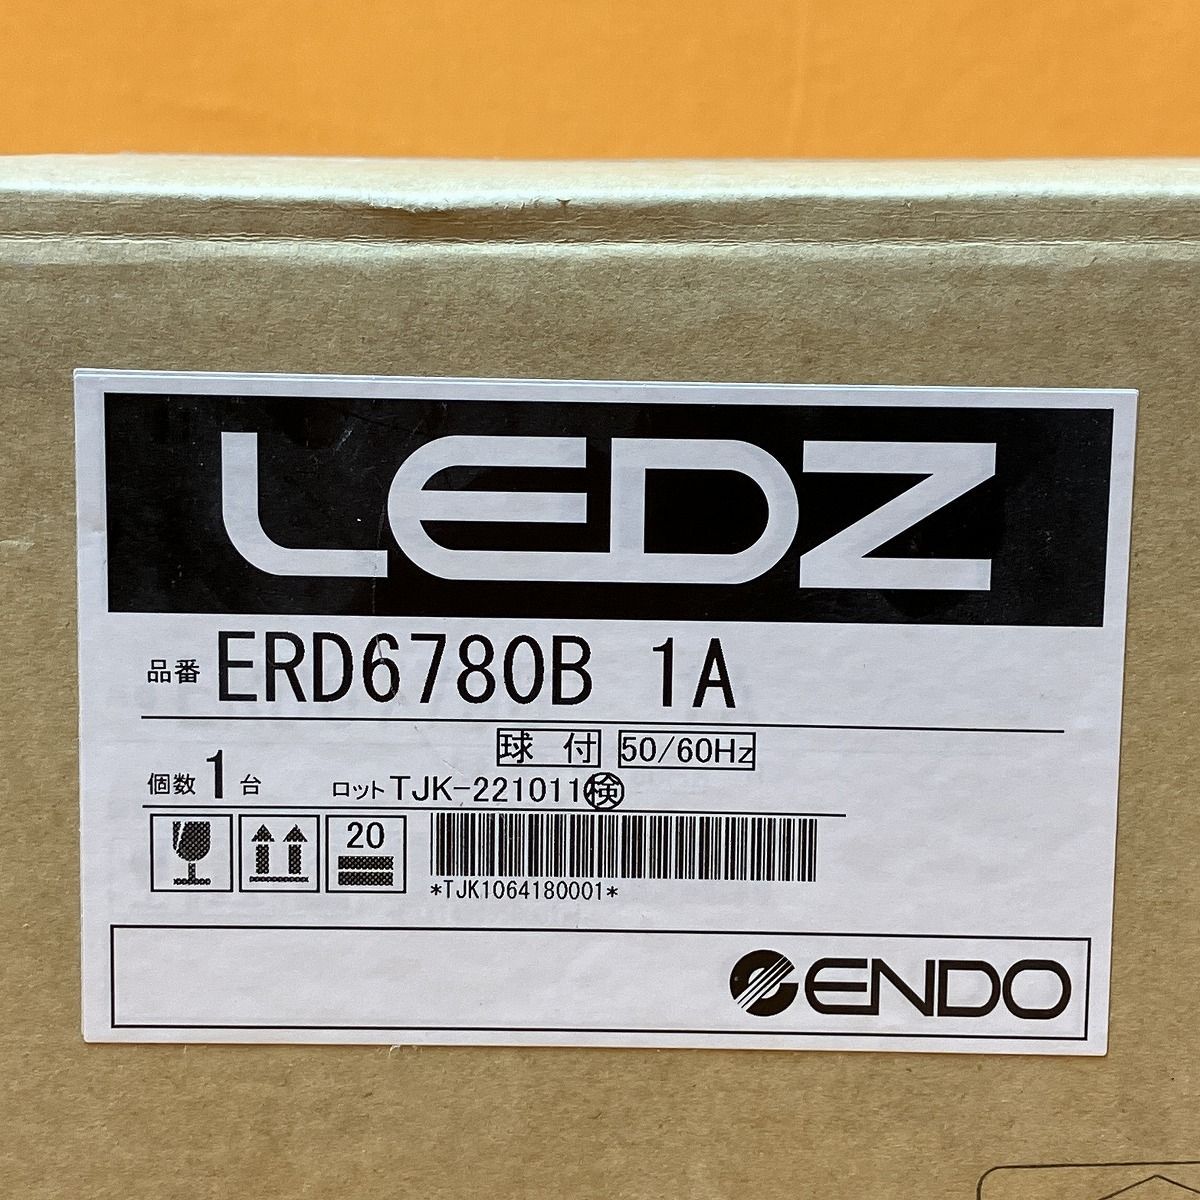 LEDZ
品番 ERD6780B 1A
球 付 50/60Hz
個数 1 台 ロット TJK-221011 検
20
*TJK1064180001*
ENDO